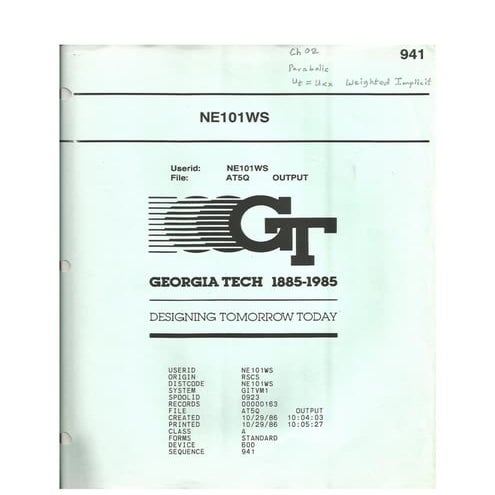 Ch 02
941
Parabolic
Ut = Uxx Weighted Implicit
NE101WS
Userid: NE101WS
File: AT5Q OUTPUT
GT
GEORGIA TECH 1885-1985
DESIGNING TOMORROW TODAY
USERID NE101WS
ORIGIN RSCS
DISTCODE NE101WS
SYSTEM GITVM1
SPOOLID 0923
RECORDS 00000163
FILE AT5Q OUTPUT
CREATED 10/29/86 10:04:03
PRINTED 10/29/86 10:05:27
CLASS A
FORMS STANDARD
DEVICE 600
SEQUENCE 941